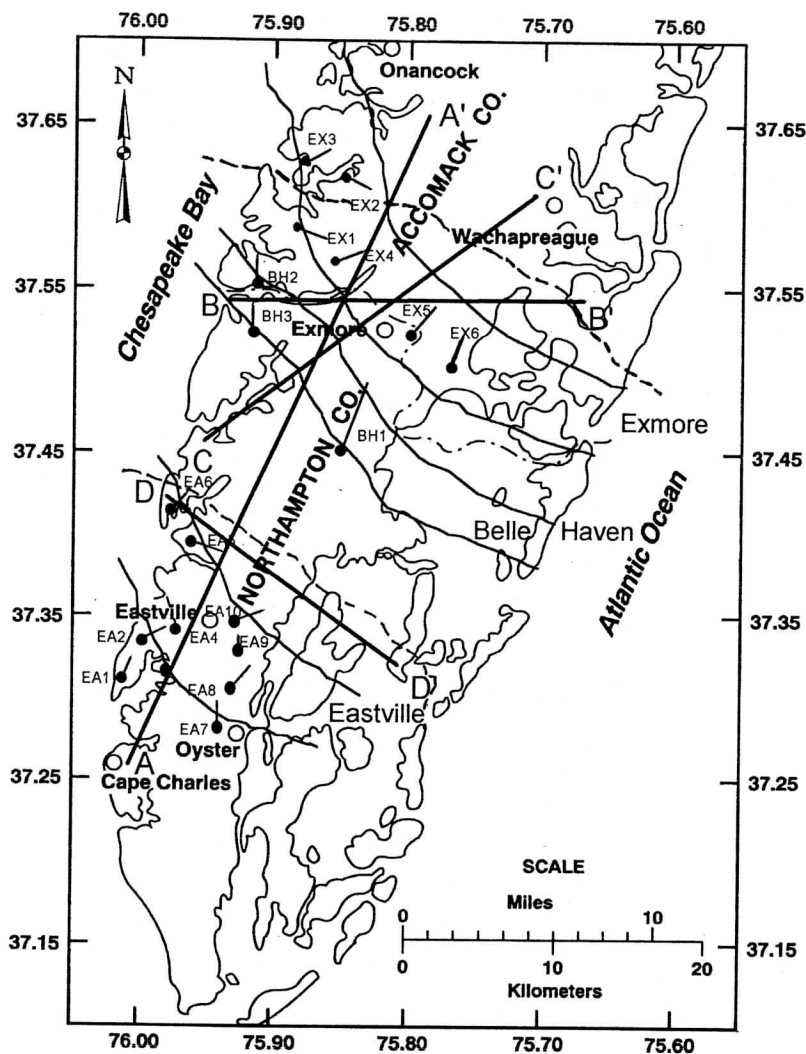 76.00 75.90 75.80 75.70 75.60
Onancock
N
A'
37.65
37.65
EX3
ACCOMACK CO.
C'
EX2
Chesapeake Bay
EX1
Wachapreague
EX4
37.55
BH2
37.55
B
BH3
Exmore
EX5
B'
EX6
37.45
C
BH1
Exmore
37.45
EA6
D
NORTHAMPTON CO.
Belle Haven
Atlantic Ocean
37.35
Eastville
EA10
37.35
EA2
EA4
EA9
EA1
EA8
D'
Eastville
EA7
Oyster
37.25
A
Cape Charles
37.25
SCALE
Miles
0 10
37.15
37.15
0 10 20
Kilometers
76.00 75.90 75.80 75.70 75.60